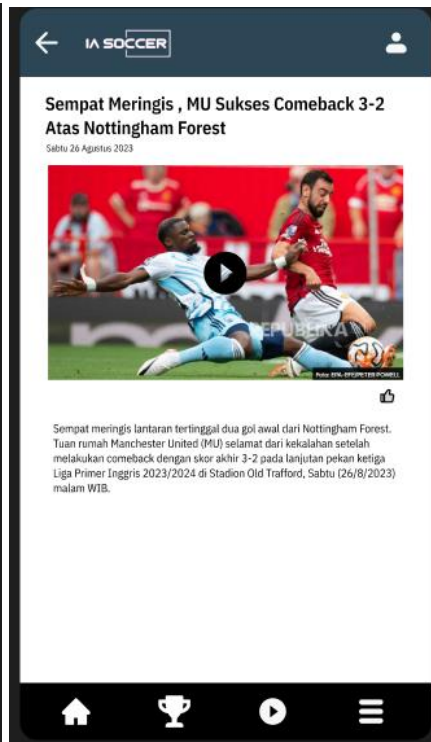 IA SOCCER
Sempat Meringis , MU Sukses Comeback 3-2
Atas Nottingham Forest
Sabtu 26 Agustus 2023
REPUBLIKA
Foto: EPA-EFE/PETER POWELL
Sempat meringis lantaran tertinggal dua gol awal dari Nottingham Forest.
Tuan rumah Manchester United (MU) selamat dari kekalahan setelah
melakukan comeback dengan skor akhir 3-2 pada lanjutan pekan ketiga
Liga Primer Inggris 2023/2024 di Stadion Old Trafford, Sabtu (26/8/2023)
malam WIB.